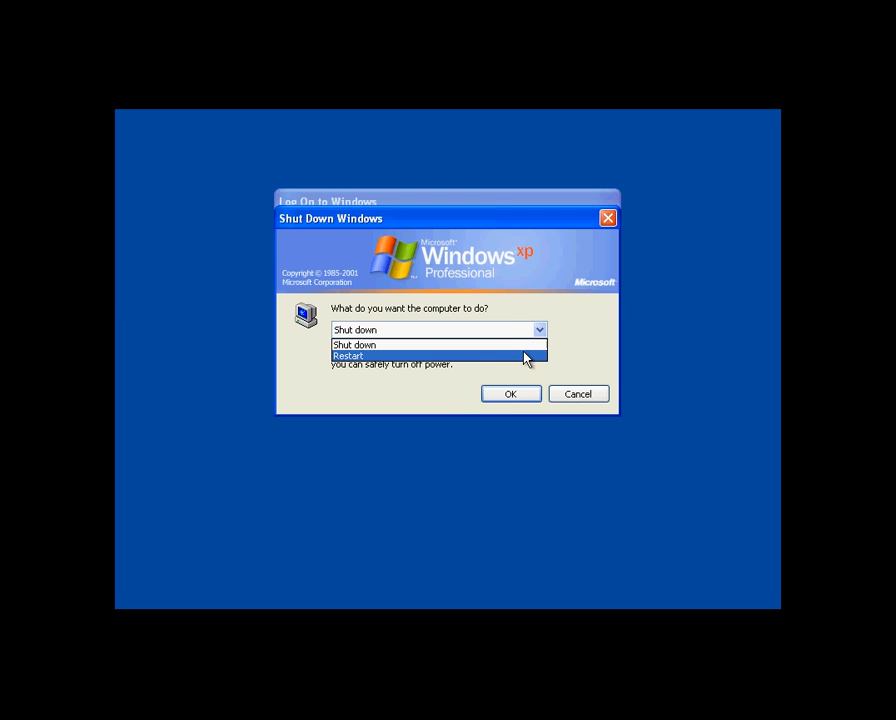 Log On to Windows
Shut Down Windows
Microsoft®
Windows xp
Professional
Copyright © 1985-2001
Microsoft Corporation
Microsoft
What do you want the computer to do?
Shut down
Shut down
Restart
you can safely turn off power.
OK
Cancel